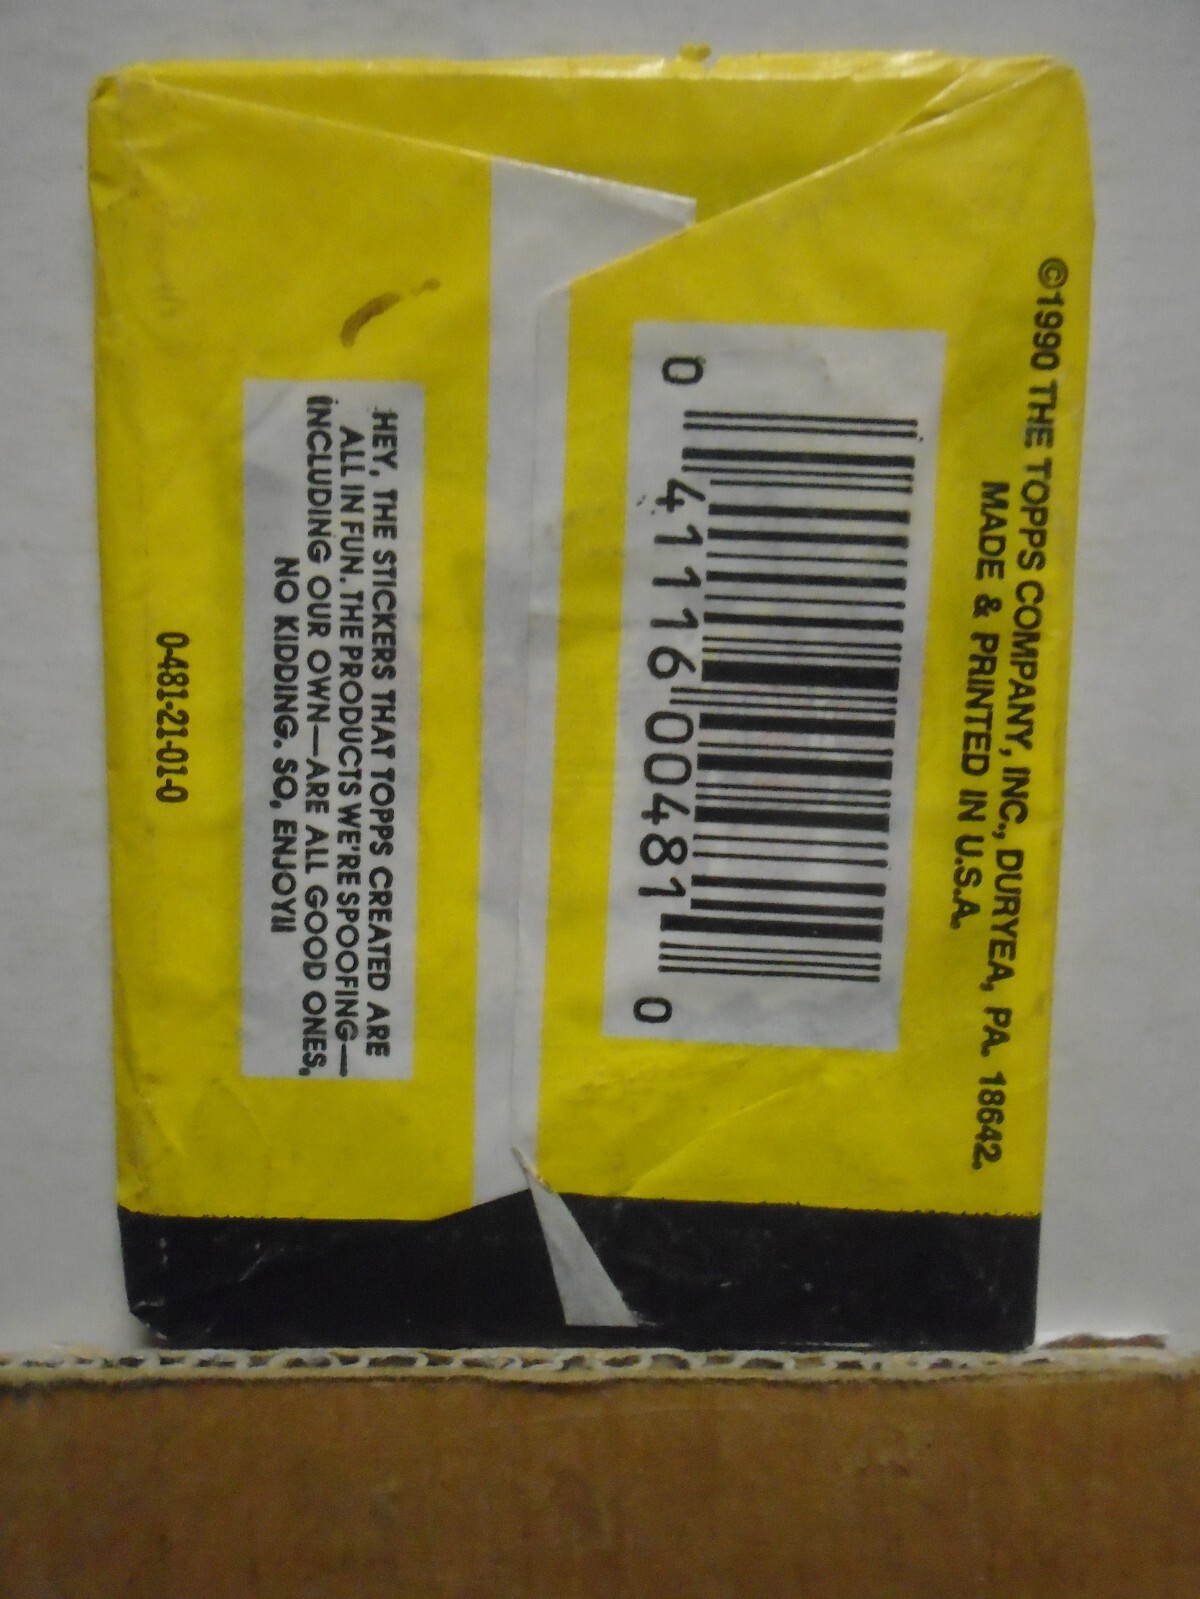 ©1990 THE TOPPS COMPANY, INC., DURYEA, PA. 18642.
MADE & PRINTED IN U.S.A.
0 41116 00481 0
HEY, THE STICKERS THAT TOPPS CREATED ARE
ALL IN FUN. THE PRODUCTS WE'RE SPOOFING—
INCLUDING OUR OWN—ARE ALL GOOD ONES,
NO KIDDING. SO, ENJOY!!
0-481-21-01-0